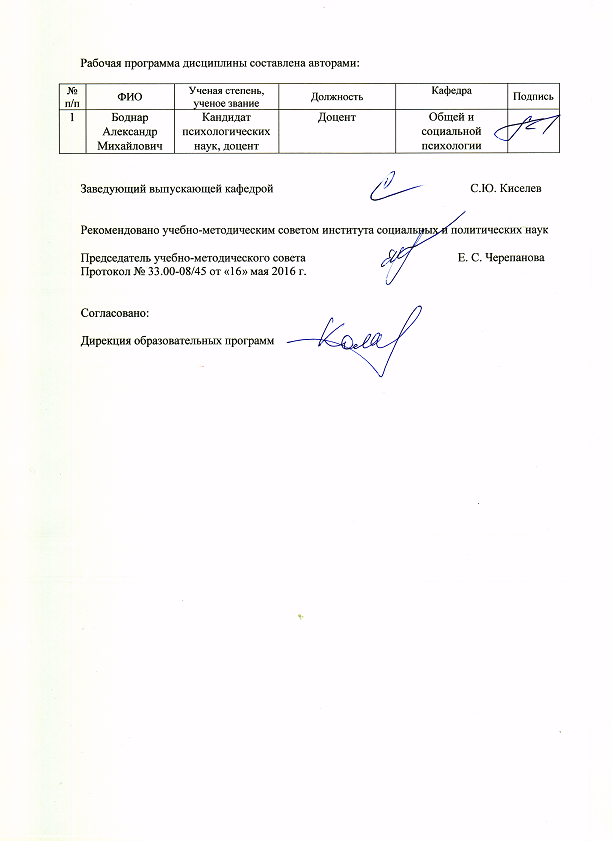 Рабочая программа дисциплины составлена авторами:
№ п/п ФИО Ученая степень, ученое звание Должность Кафедра Подпись
1 Боднар Александр Михайлович Кандидат психологических наук, доцент Доцент Общей и социальной психологии
Заведующий выпускающей кафедрой С.Ю. Киселев
Рекомендовано учебно-методическим советом института социальных и политических наук
Председатель учебно-методического совета Е. С. Черепанова
Протокол № 33.00-08/45 от «16» мая 2016 г.
Согласовано:
Дирекция образовательных программ